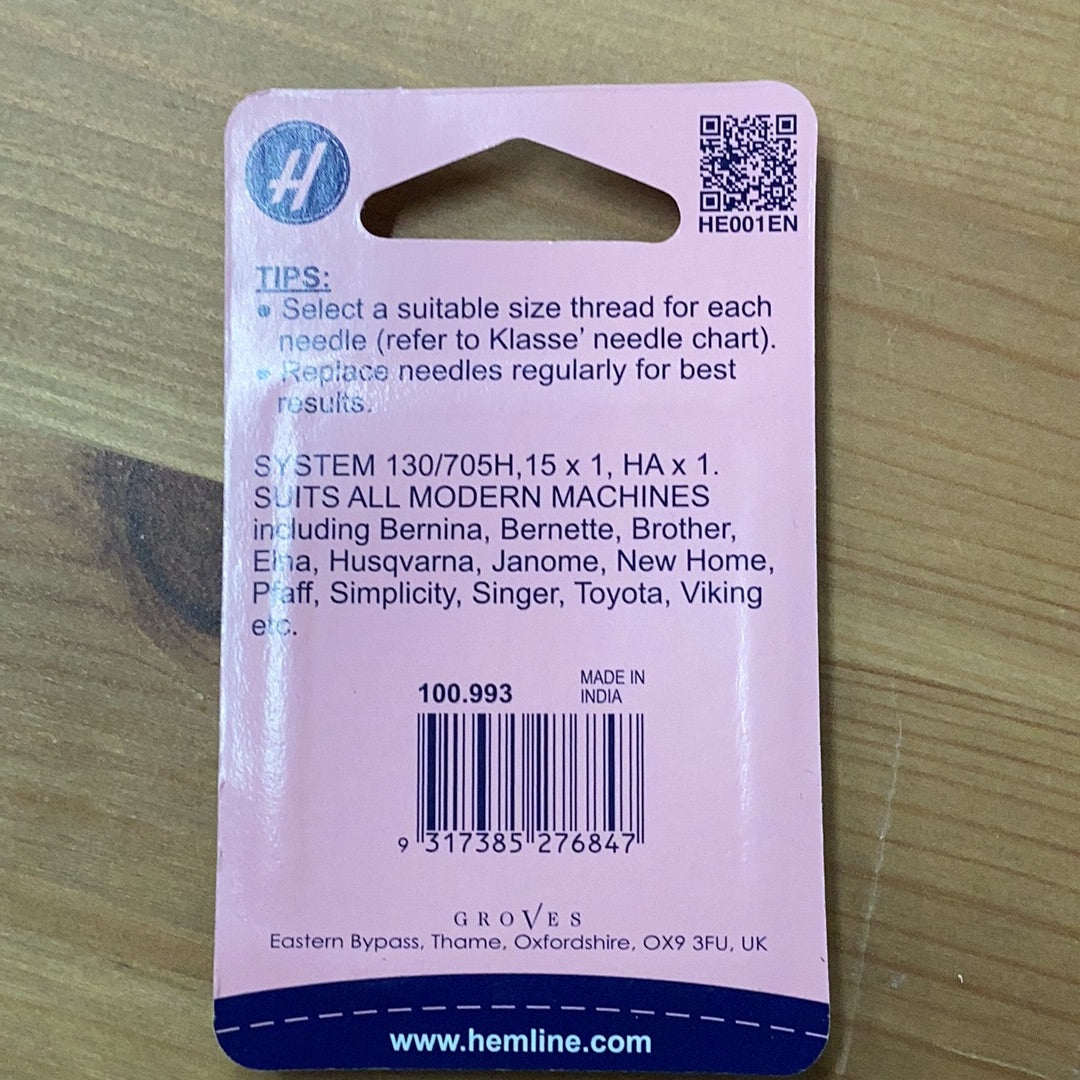 H
HE001EN
TIPS:
• Select a suitable size thread for each
needle (refer to Klasse’ needle chart).
• Replace needles regularly for best
results.
SYSTEM 130/705H,15 x 1, HA x 1.
SUITS ALL MODERN MACHINES
including Bernina, Bernette, Brother,
Elna, Husqvarna, Janome, New Home,
Pfaff, Simplicity, Singer, Toyota, Viking
etc.
100.993
MADE IN
INDIA
9 317385 276847
GROVES
Eastern Bypass, Thame, Oxfordshire, OX9 3FU, UK
www.hemline.com